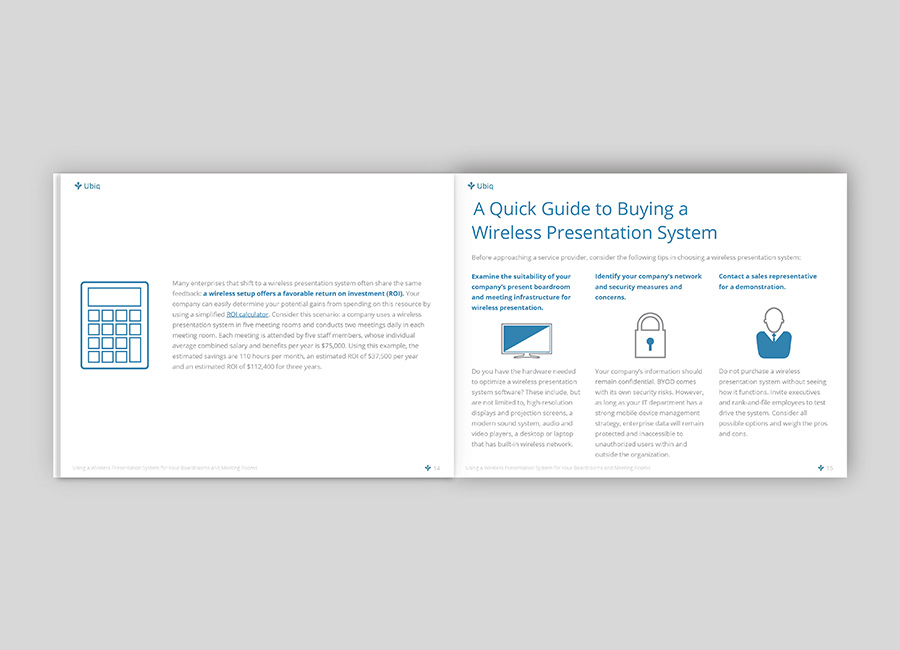 Ubiq
Many enterprises that shift to a wireless presentation system often share the same
feedback: a wireless setup offers a favorable return on investment (ROI). Your
company can easily determine your potential gains from spending on this resource by
using a simplified ROI calculator. Consider this scenario: a company uses a wireless
presentation system in five meeting rooms and conducts two meetings daily in each
meeting room. Each meeting is attended by five staff members, whose individual
average combined salary and benefits per year is $75,000. Using this example, the
estimated savings are 110 hours per month, an estimated ROI of $37,500 per year
and an estimated ROI of $112,400 for three years.
Using a Wireless Presentation System for Your Boardrooms and Meeting Rooms
14
Ubiq
A Quick Guide to Buying a
Wireless Presentation System
Before approaching a service provider, consider the following tips in choosing a wireless presentation system:
Examine the suitability of your
company's present boardroom
and meeting infrastructure for
wireless presentation.
Do you have the hardware needed
to optimize a wireless presentation
system software? These include, but
are not limited to, high-resolution
displays and projection screens, a
modern sound system, audio and
video players, a desktop or laptop
that has built-in wireless network.
Identify your company's network
and security measures and
concerns.
Your company's information should
remain confidential. BYOD comes
with its own security risks. However,
as long as your IT department has a
strong mobile device management
strategy, enterprise data will remain
protected and inaccessible to
unauthorized users within and
outside the organization.
Contact a sales representative
for a demonstration.
Do not purchase a wireless
presentation system without seeing
how it functions. Invite executives
and rank-and-file employees to test
drive the system. Consider all
possible options and weigh the pros
and cons.
Using a Wireless Presentation System for Your Boardrooms and Meeting Rooms
15